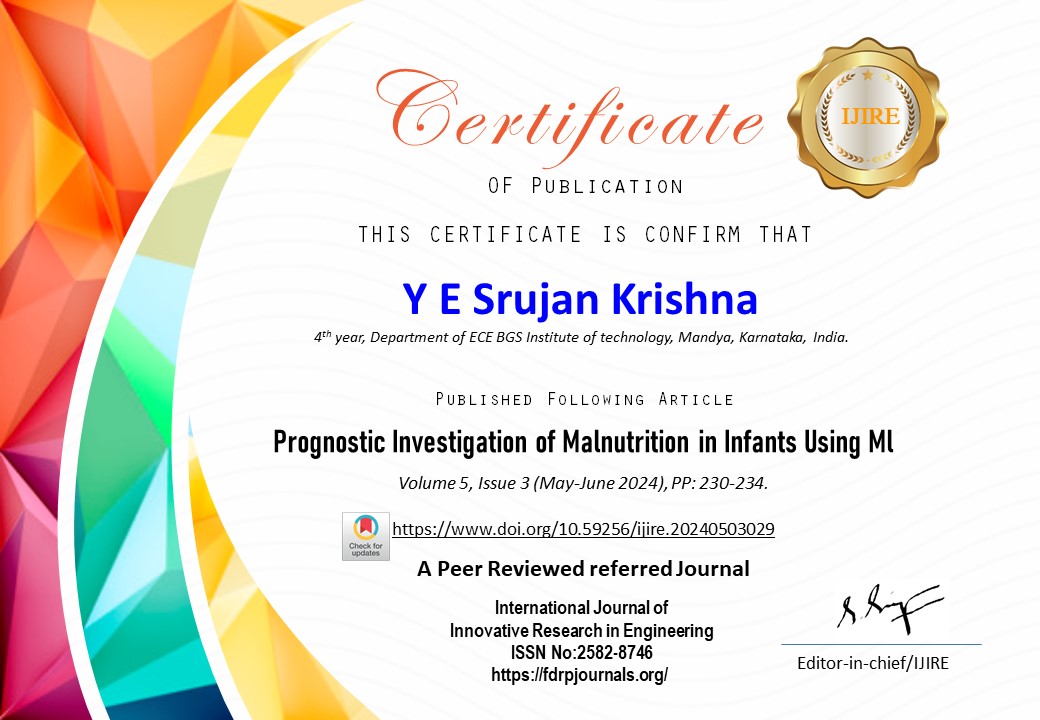 Certificate
IJIRE
OF PUBLICATION
THIS CERTIFICATE IS CONFIRM THAT
Y E Srujan Krishna
4th year, Department of ECE BGS Institute of technology, Mandya, Karnataka, India.
PUBLISHED FOLLOWING ARTICLE
Prognostic Investigation of Malnutrition in Infants Using Ml
Volume 5, Issue 3 (May-June 2024), PP: 230-234.
Check for
updates
https://www.doi.org/10.59256/ijire.20240503029
A Peer Reviewed referred Journal
International Journal of
Innovative Research in Engineering
ISSN No:2582-8746
https://fdrpjournals.org/
Editor-in-chief/IJIRE